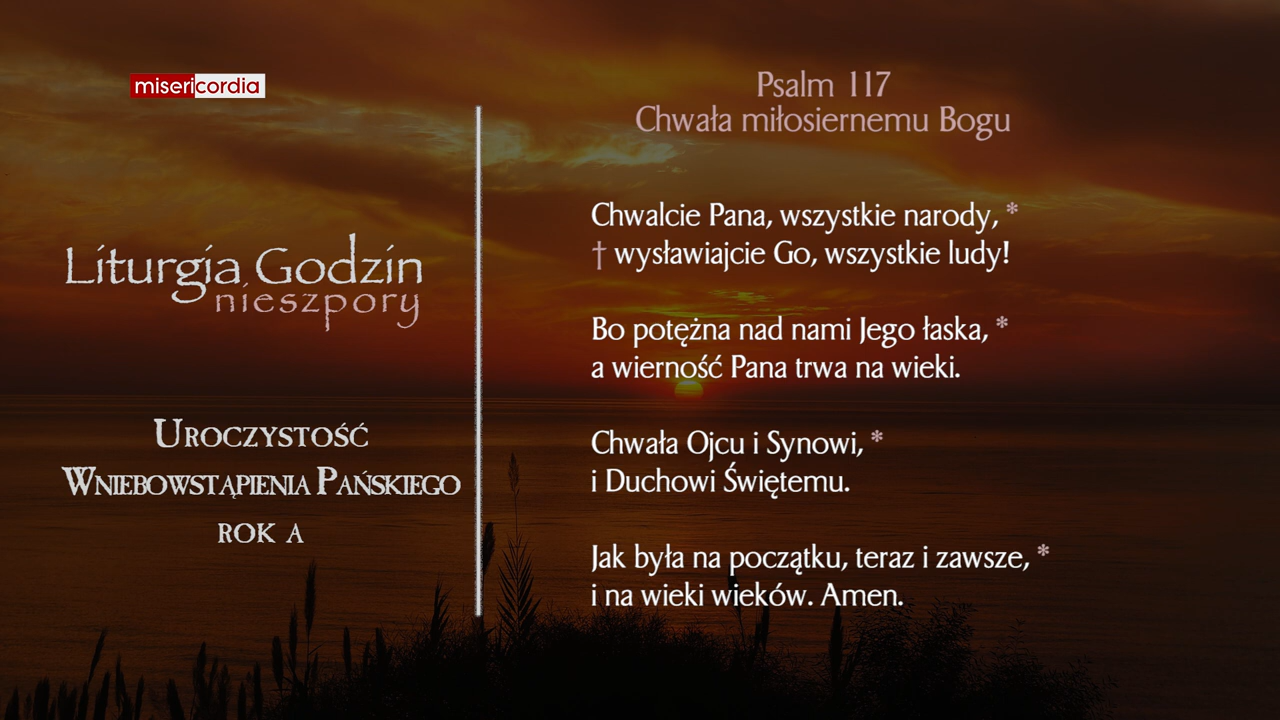 misericordia
Liturgia Godzin
nieszpory
Uroczystość
Wniebowstąpienia Pańskiego
rok A
Psalm 117
Chwała miłosiernemu Bogu
Chwalcie Pana, wszystkie narody, *
† wysławiajcie Go, wszystkie ludy!
Bo potężna nad nami Jego łaska, *
a wierność Pana trwa na wieki.
Chwała Ojcu i Synowi, *
i Duchowi Świętemu.
Jak była na początku, teraz i zawsze, *
i na wieki wieków. Amen.